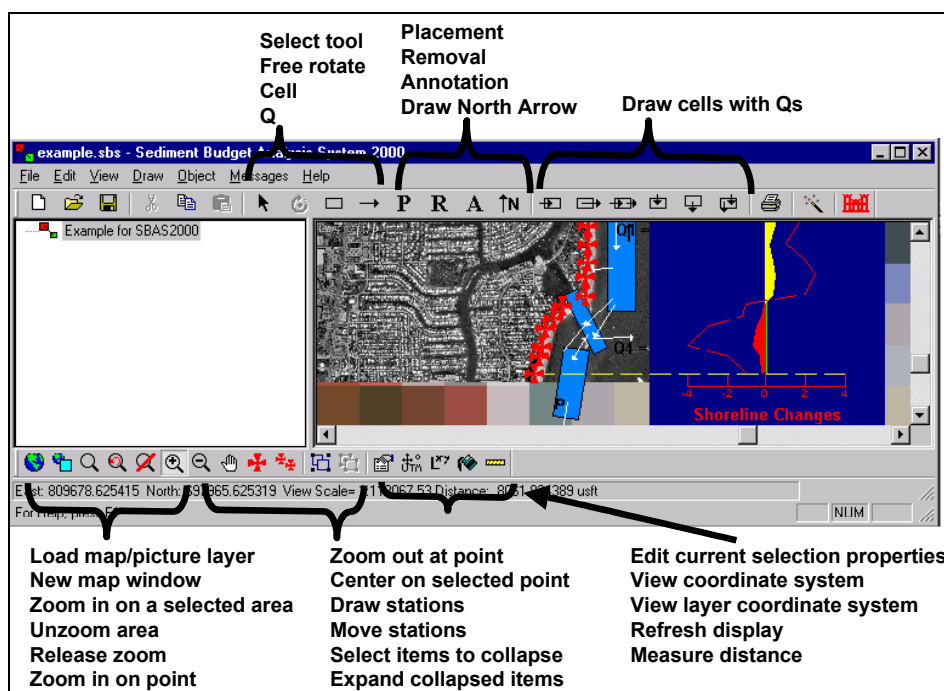 Select tool
Free rotate
Cell
Q
Placement
Removal
Annotation
Draw North Arrow
Draw cells with Qs
example.sbs - Sediment Budget Analysis System 2000
File Edit View Draw Object Messages Help
P R A N
Example for SBAS2000
Q1
Q4 =
P
-4 -2 0 2 4
Shoreline Changes
East: 809678.625415 North: View Scale= Distance: usft
For Help, press F1
NUM
Load map/picture layer
New map window
Zoom in on a selected area
Unzoom area
Release zoom
Zoom in on point
Zoom out at point
Center on selected point
Draw stations
Move stations
Select items to collapse
Expand collapsed items
Edit current selection properties
View coordinate system
View layer coordinate system
Refresh display
Measure distance